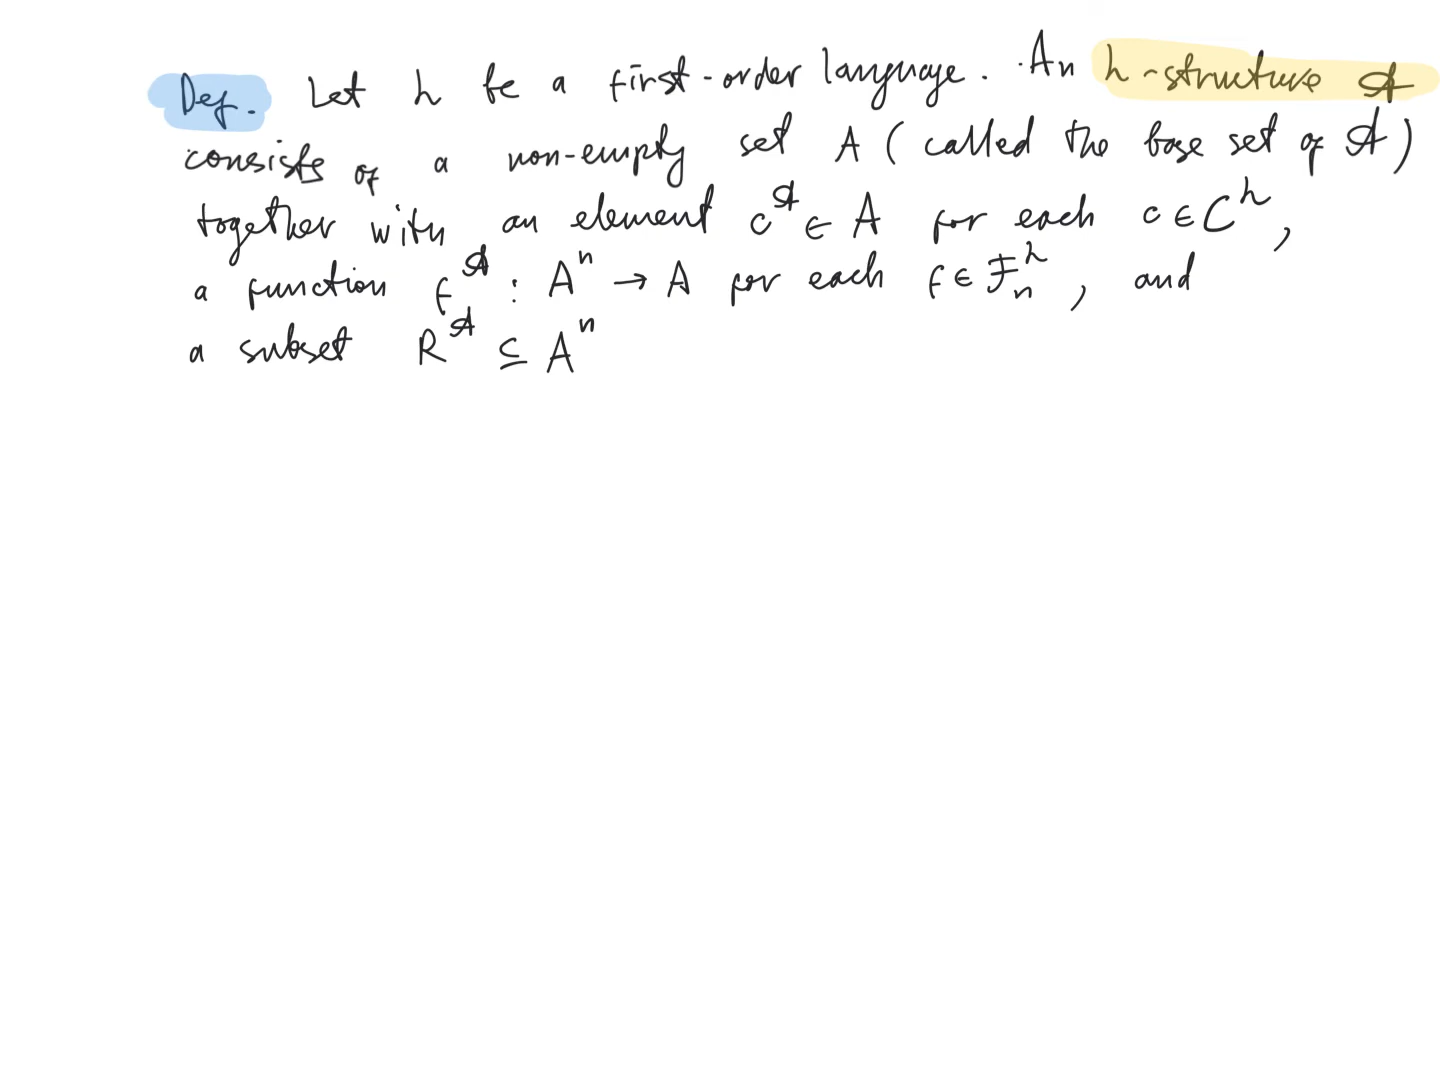 Def. Let h be a first-order language. An h-structure 𝒜
consists of a non-empty set A (called the base set of 𝒜)
together with an element c^𝒜 ∈ A for each c ∈ C^h,
a function f^𝒜 : A^n → A for each f ∈ F_n^h, and
a subset R^𝒜 ⊆ A^n